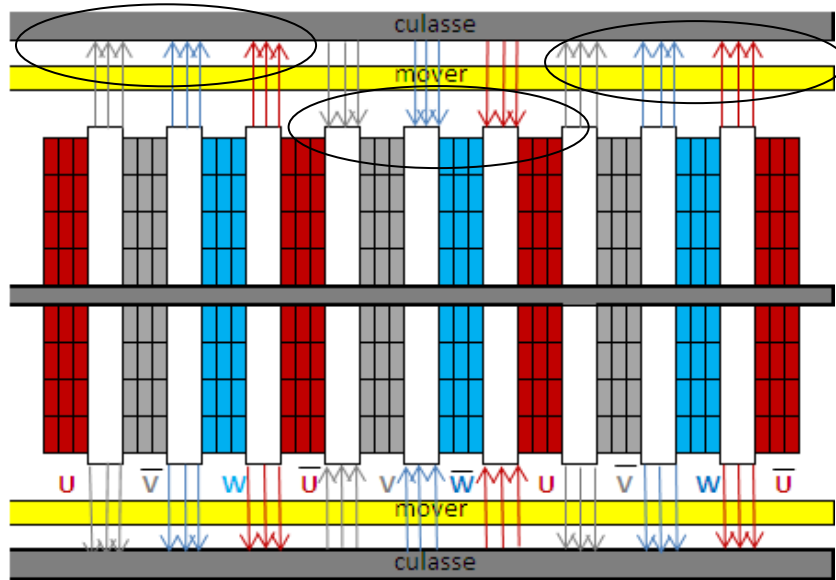 culasse
mover
U V̅ W U̅ V W̅ U V̅ W U̅
mover
culasse